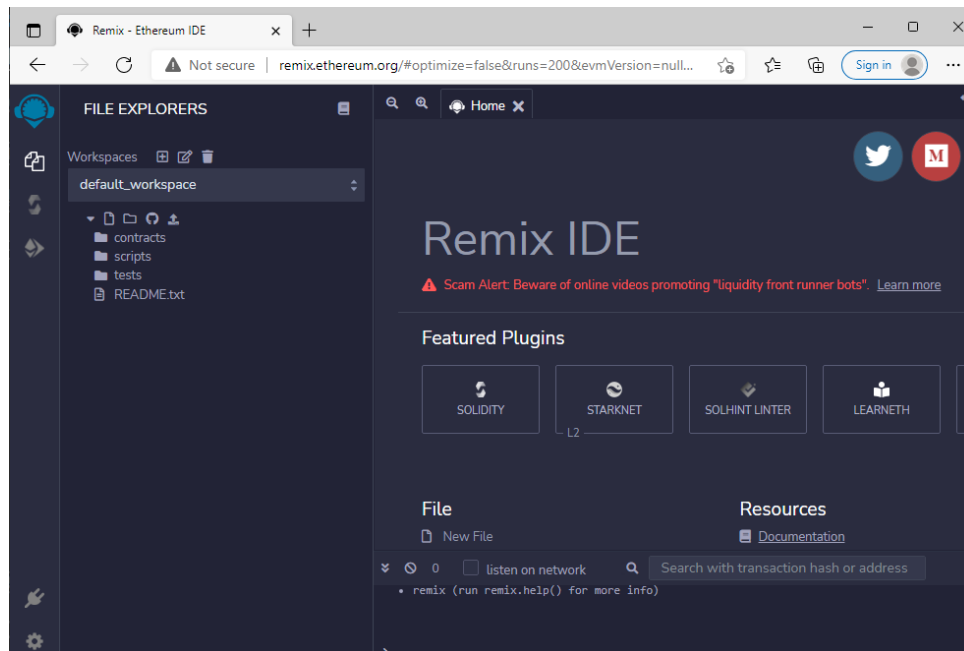 Remix - Ethereum IDE
Not secure | remix.ethereum.org/#optimize=false&runs=200&evmVersion=null...
Sign in
FILE EXPLORERS
Home
Workspaces
default_workspace
contracts
scripts
tests
README.txt
M
Remix IDE
Scam Alert: Beware of online videos promoting "liquidity front runner bots". Learn more
Featured Plugins
SOLIDITY
STARKNET
SOLHINT LINTER
LEARNETH
L2
File
Resources
New File
Documentation
0
listen on network
Search with transaction hash or address
• remix (run remix.help() for more info)
>